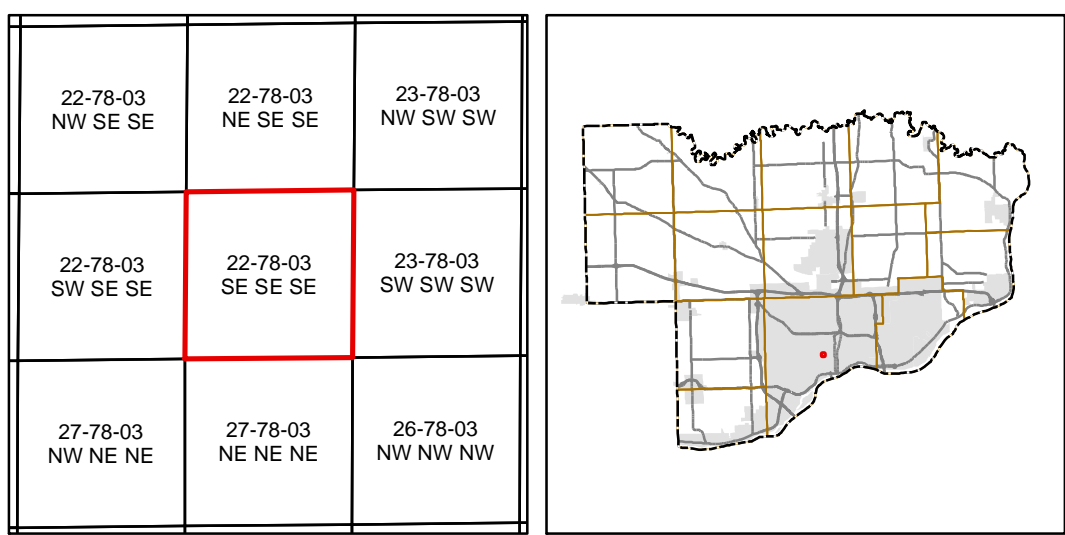 22-78-03
NW SE SE
22-78-03
NE SE SE
23-78-03
NW SW SW
22-78-03
SW SE SE
22-78-03
SE SE SE
23-78-03
SW SW SW
27-78-03
NW NE NE
27-78-03
NE NE NE
26-78-03
NW NW NW